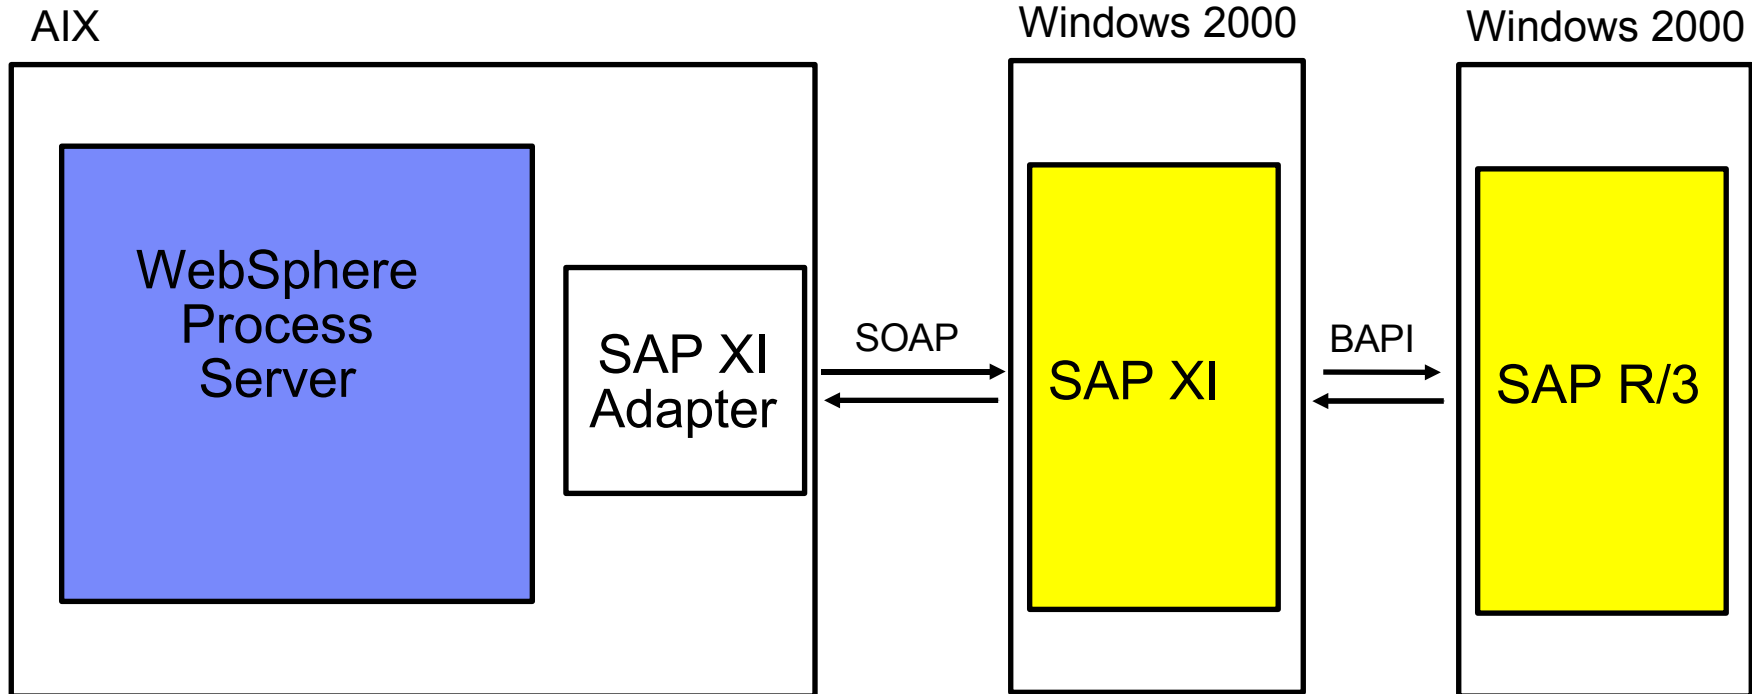 AIX
Windows 2000
Windows 2000
WebSphere
Process
Server
SAP XI
Adapter
SOAP
SAP XI
BAPI
SAP R/3